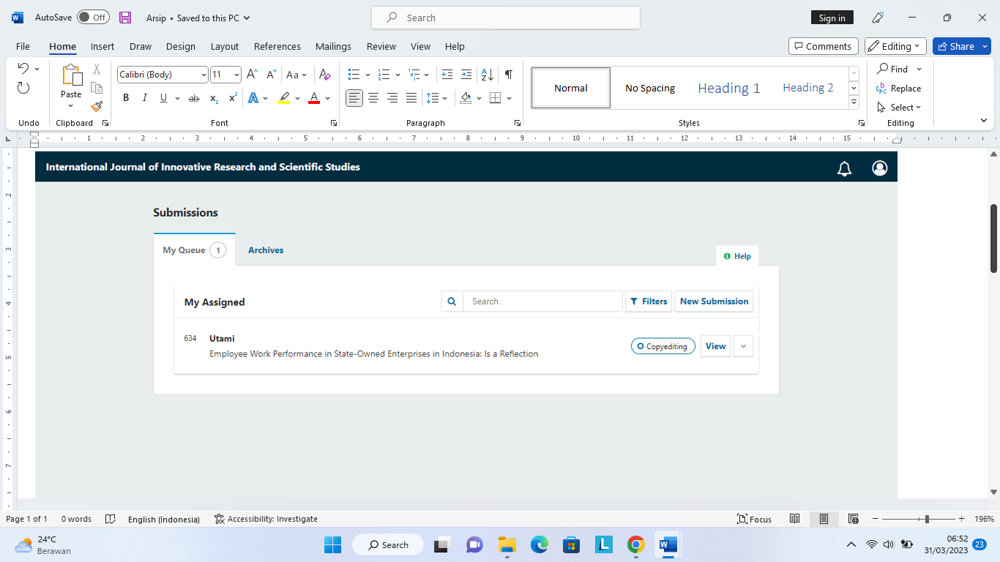 AutoSave Off Arsip • Saved to this PC Search Sign in
File Home Insert Draw Design Layout References Mailings Review View Help Comments Editing Share
Calibri (Body) 11 Aa Find
Paste Normal No Spacing Heading 1 Heading 2 Replace
B I U ab x₂ x² A A Select
Undo Clipboard Font Paragraph Styles Editing
1 2 3 4 5 6 7 8 9 10 11 12 13 14 15
International Journal of Innovative Research and Scientific Studies
Submissions
My Queue 1 Archives
Help
My Assigned Search Filters New Submission
634 Utami
Employee Work Performance in State-Owned Enterprises in Indonesia: Is a Reflection
Copyediting View
2
3
4
5
6
7
Page 1 of 1 0 words English (Indonesia) Accessibility: Investigate Focus 196%
24°C
Berawan
Search
L
W
06:52
31/03/2023
23